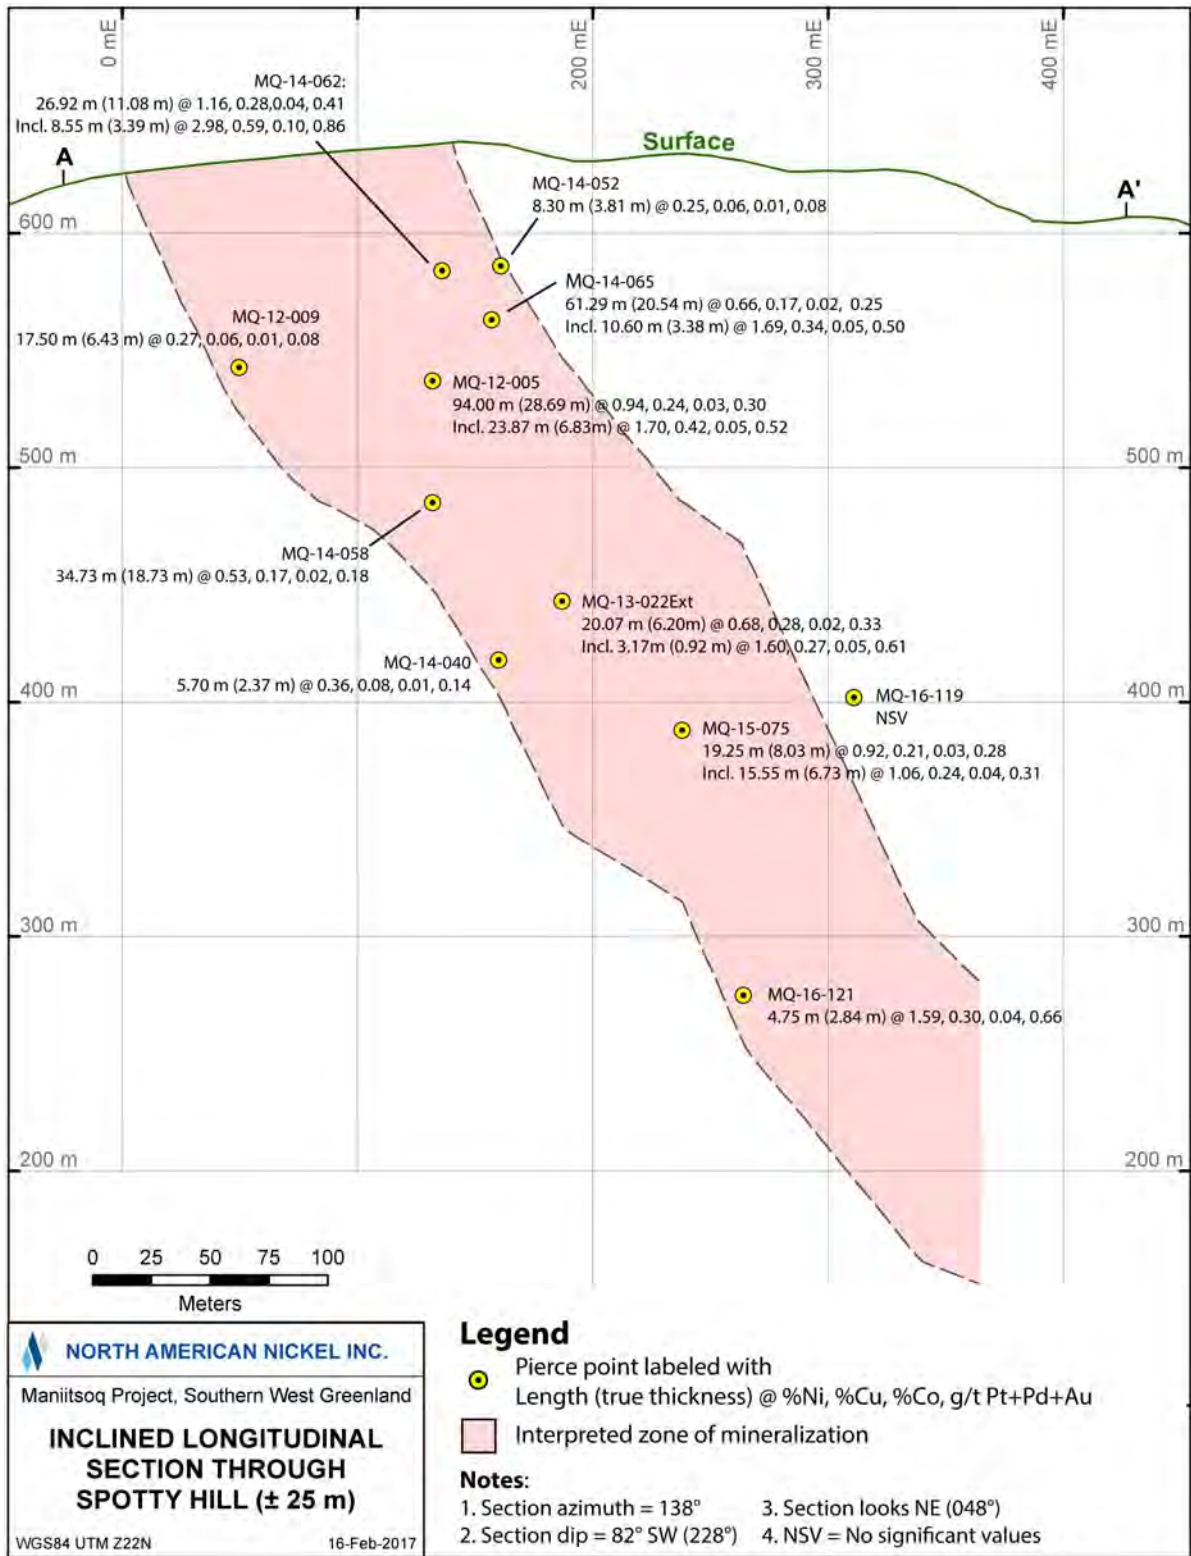 0 mE
200 mE
300 mE
400 mE
MQ-14-062:
26.92 m (11.08 m) @ 1.16, 0.28,0.04, 0.41
Incl. 8.55 m (3.39 m) @ 2.98, 0.59, 0.10, 0.86
Surface
A
A'
MQ-14-052
8.30 m (3.81 m) @ 0.25, 0.06, 0.01, 0.08
600 m
MQ-14-065
61.29 m (20.54 m) @ 0.66, 0.17, 0.02, 0.25
Incl. 10.60 m (3.38 m) @ 1.69, 0.34, 0.05, 0.50
MQ-12-009
17.50 m (6.43 m) @ 0.27, 0.06, 0.01, 0.08
MQ-12-005
94.00 m (28.69 m) @ 0.94, 0.24, 0.03, 0.30
Incl. 23.87 m (6.83m) @ 1.70, 0.42, 0.05, 0.52
500 m
500 m
MQ-14-058
34.73 m (18.73 m) @ 0.53, 0.17, 0.02, 0.18
MQ-13-022Ext
20.07 m (6.20m) @ 0.68, 0.28, 0.02, 0.33
Incl. 3.17m (0.92 m) @ 1.60, 0.27, 0.05, 0.61
MQ-14-040
5.70 m (2.37 m) @ 0.36, 0.08, 0.01, 0.14
400 m
400 m
MQ-16-119
NSV
MQ-15-075
19.25 m (8.03 m) @ 0.92, 0.21, 0.03, 0.28
Incl. 15.55 m (6.73 m) @ 1.06, 0.24, 0.04, 0.31
300 m
300 m
MQ-16-121
4.75 m (2.84 m) @ 1.59, 0.30, 0.04, 0.66
200 m
200 m
0 25 50 75 100
Meters
NORTH AMERICAN NICKEL INC.
Maniitsoq Project, Southern West Greenland
INCLINED LONGITUDINAL
SECTION THROUGH
SPOTTY HILL (± 25 m)
WGS84 UTM Z22N 16-Feb-2017
Legend
Pierce point labeled with
Length (true thickness) @ %Ni, %Cu, %Co, g/t Pt+Pd+Au
Interpreted zone of mineralization
Notes:
1. Section azimuth = 138°
2. Section dip = 82° SW (228°)
3. Section looks NE (048°)
4. NSV = No significant values